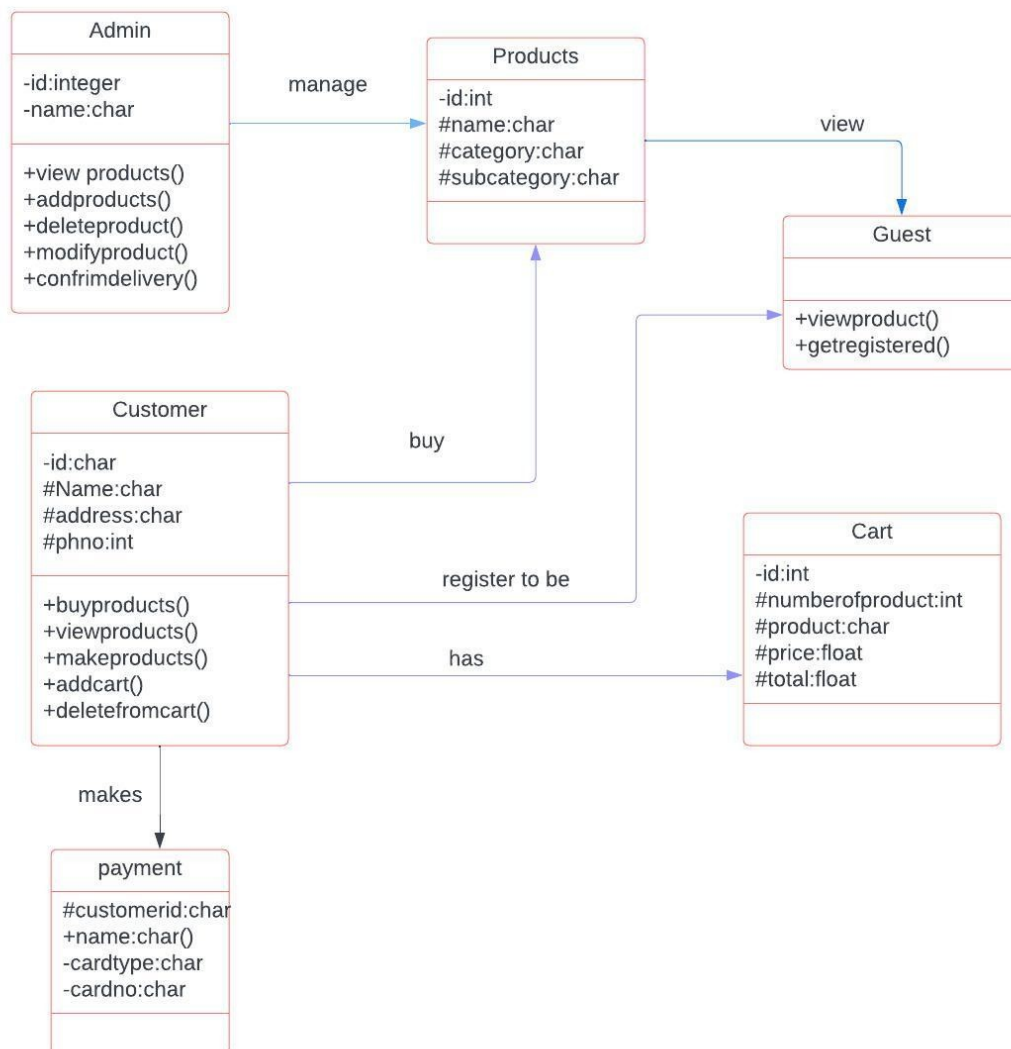 Admin
-id:integer
-name:char
+view products()
+addproducts()
+deleteproduct()
+modifyproduct()
+confrimdelivery()
manage
Products
-id:int
#name:char
#category:char
#subcategory:char
view
Guest
+viewproduct()
+getregistered()
Customer
-id:char
#Name:char
#address:char
#phno:int
+buyproducts()
+viewproducts()
+makeproducts()
+addcart()
+deletefromcart()
buy
register to be
has
Cart
-id:int
#numberofproduct:int
#product:char
#price:float
#total:float
makes
payment
#customerid:char
+name:char()
-cardtype:char
-cardno:char